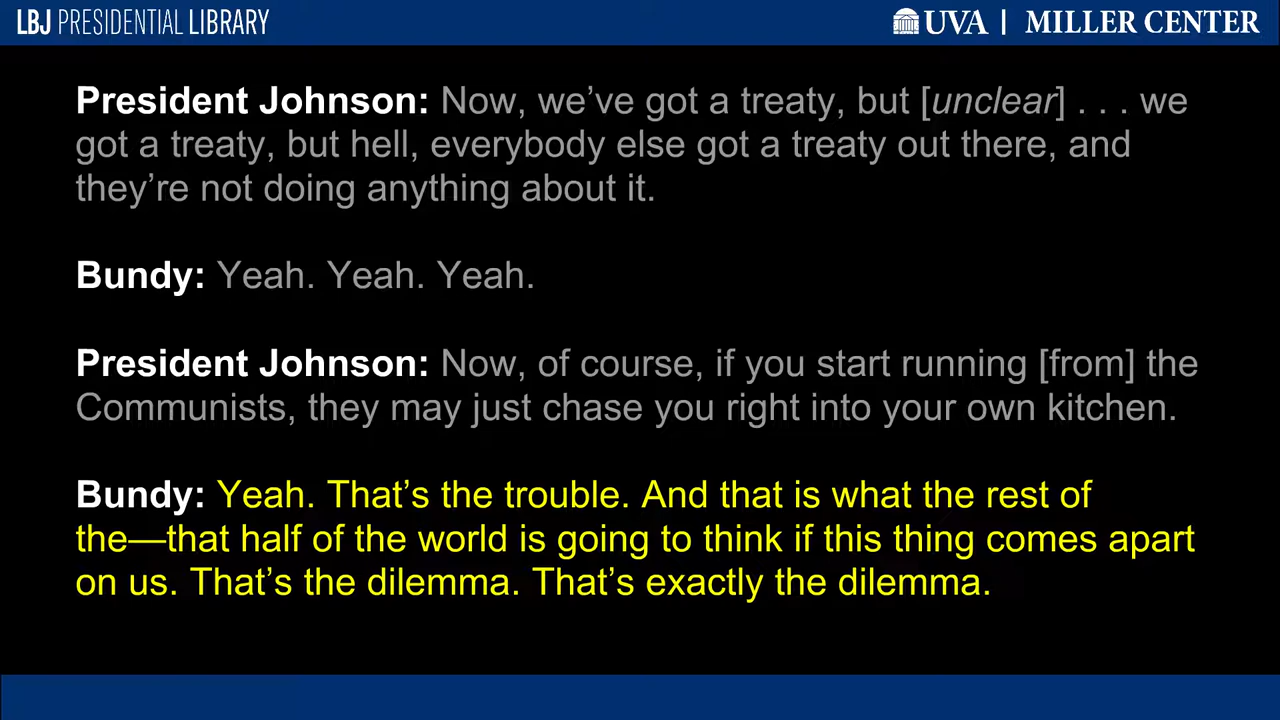 LBJ PRESIDENTIAL LIBRARY
UVA | MILLER CENTER
President Johnson: Now, we’ve got a treaty, but [unclear] . . . we
got a treaty, but hell, everybody else got a treaty out there, and
they’re not doing anything about it.
Bundy: Yeah. Yeah. Yeah.
President Johnson: Now, of course, if you start running [from] the
Communists, they may just chase you right into your own kitchen.
Bundy: Yeah. That’s the trouble. And that is what the rest of
the—that half of the world is going to think if this thing comes apart
on us. That’s the dilemma. That’s exactly the dilemma.